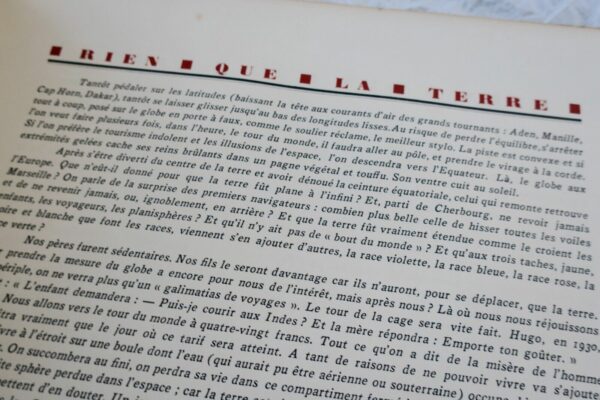 RIEN QUE LA TERRE
Tantôt pédaler sur les latitudes (baissant la tête aux courants d'air des grands tournants : Aden, Manille,
Cap Horn, Dakar), tantôt se laisser glisser jusqu'au bas des longitudes lisses. Au risque de perdre l'équilibre, s'arrêter
tout à coup, posé sur le globe en porte à faux, comme le soulier réclame, le meilleur stylo. La piste est convexe et si
l'on veut faire plusieurs fois, dans l'heure, le tour du monde, il faudra aller au pôle, et prendre le virage à la corde.
Si l'on préfère le tourisme indolent et les illusions de l'espace, l'on descendra vers l'Equateur. Là, le globe aux
extrémités gelées cache ses reins brûlants dans un pagne végétal et touffu. Son ventre cuit au soleil.
Après s'être diverti du centre de la terre et avoir dénoué la ceinture équatoriale, celui qui remonte retrouve
l'Europe. Que n'eût-il donné pour que la terre fût plane à l'infini ? Et, parti de Cherbourg, ne revoir jamais
Marseille ? On parle de la surprise des premiers navigateurs : combien plus belle celle de hisser toutes les voiles
et de ne revenir jamais, ou, ignoblement, en arrière ? Et que la terre fût vraiment étendue comme le croient les
enfants, les voyageurs, les planisphères ? Et qu'il n'y ait pas de « bout du monde » ? Et qu'aux trois taches, jaune,
oire et blanche que font les races, viennent s'en ajouter d'autres, la race violette, la race bleue, la race rose, la
ce verte ?
Nos pères furent sédentaires. Nos fils le seront davantage car ils n'auront, pour se déplacer, que la terre.
prendre la mesure du globe a encore pour nous de l'intérêt, mais après nous ? Là où nous nous réjouissons
ériple, on ne verra plus qu'un « galimatias de voyages ». Le tour de la cage sera vite fait. Hugo, en 1930,
: « L'enfant demandera : — Puis-je courir aux Indes ? Et la mère répondra : Emporte ton goûter. »
Nous allons vers le tour du monde à quatre-vingt francs. Tout ce qu'on a dit de la misère de l'homme
îtra vraiment que le jour où ce tarif sera atteint. A tant de raisons de ne pouvoir vivre va s'ajouter
vre à l'étroit sur une boule dont l'eau (qui aurait pu être aérienne ou souterraine) occupe
. On succombera au fini, on perdra sa vie dans ce compartiment
ite sphère perdue dans l'espace ; car la terre
mettent d'en douter. Un